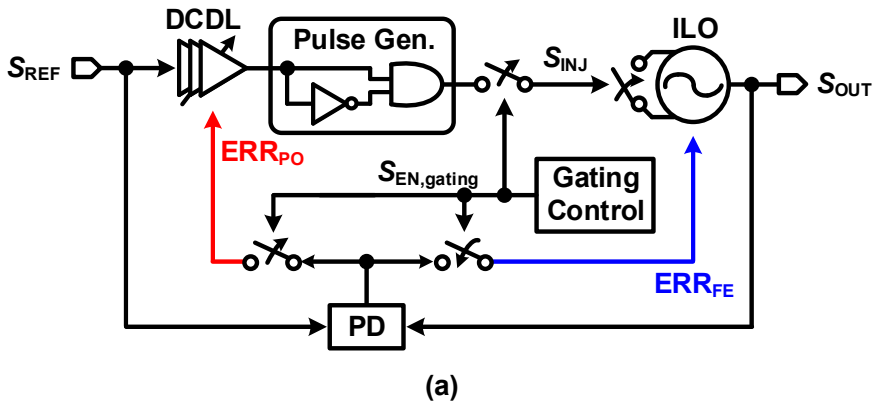 DCDL
Pulse Gen.
ILO
SREF
SINJ
SOUT
ERRPO
SEN,gating
Gating
Control
ERRFE
PD
(a)